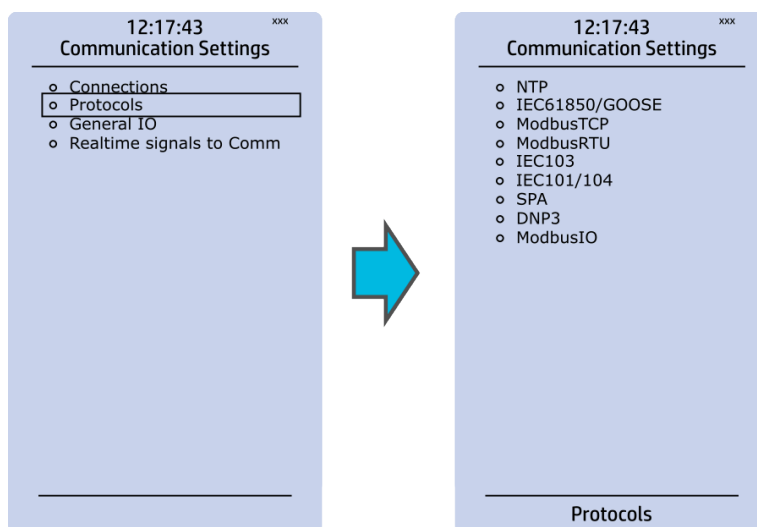 12:17:43 xxx
Communication Settings
Connections
Protocols
General IO
Realtime signals to Comm
12:17:43 xxx
Communication Settings
NTP
IEC61850/GOOSE
ModbusTCP
ModbusRTU
IEC103
IEC101/104
SPA
DNP3
ModbusIO
Protocols